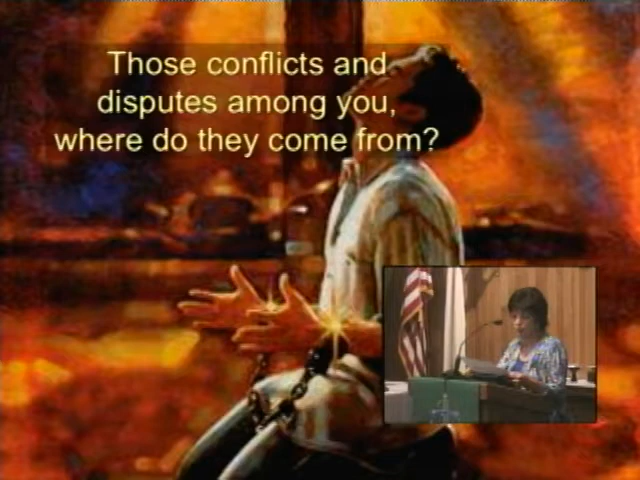 Those conflicts and
disputes among you,
where do they come from?